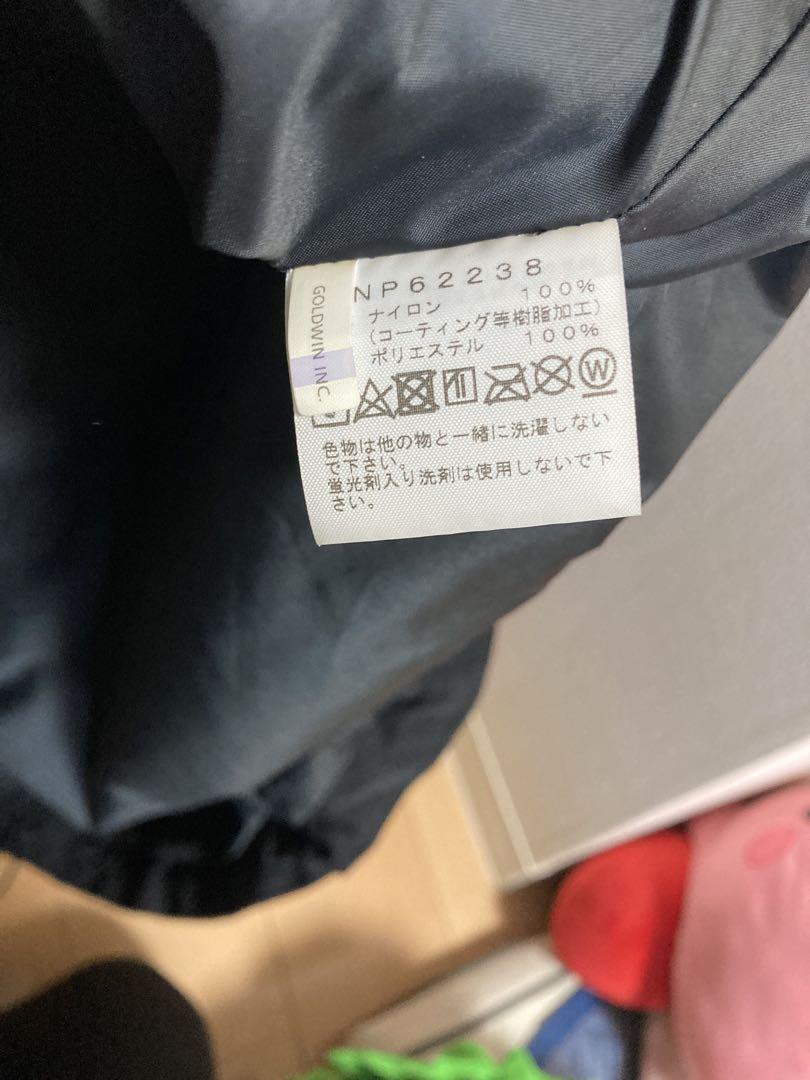 NP62238
ナイロン 100%
(コーティング等樹脂加工)
ポリエステル 100%
GOLDWIN INC.
W
色物は他の物と一緒に洗濯しない
で下さい。
蛍光剤入り洗剤は使用しないで下
さい。